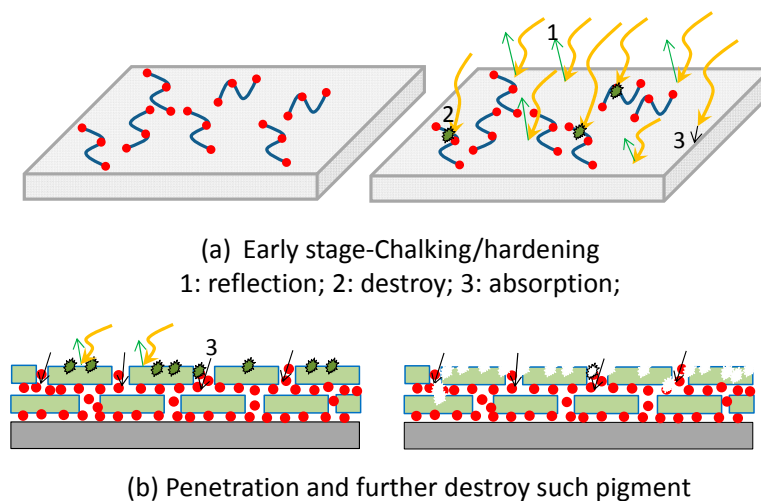 1
2
3
(a) Early stage-Chalking/hardening
1: reflection; 2: destroy; 3: absorption;
3
(b) Penetration and further destroy such pigment